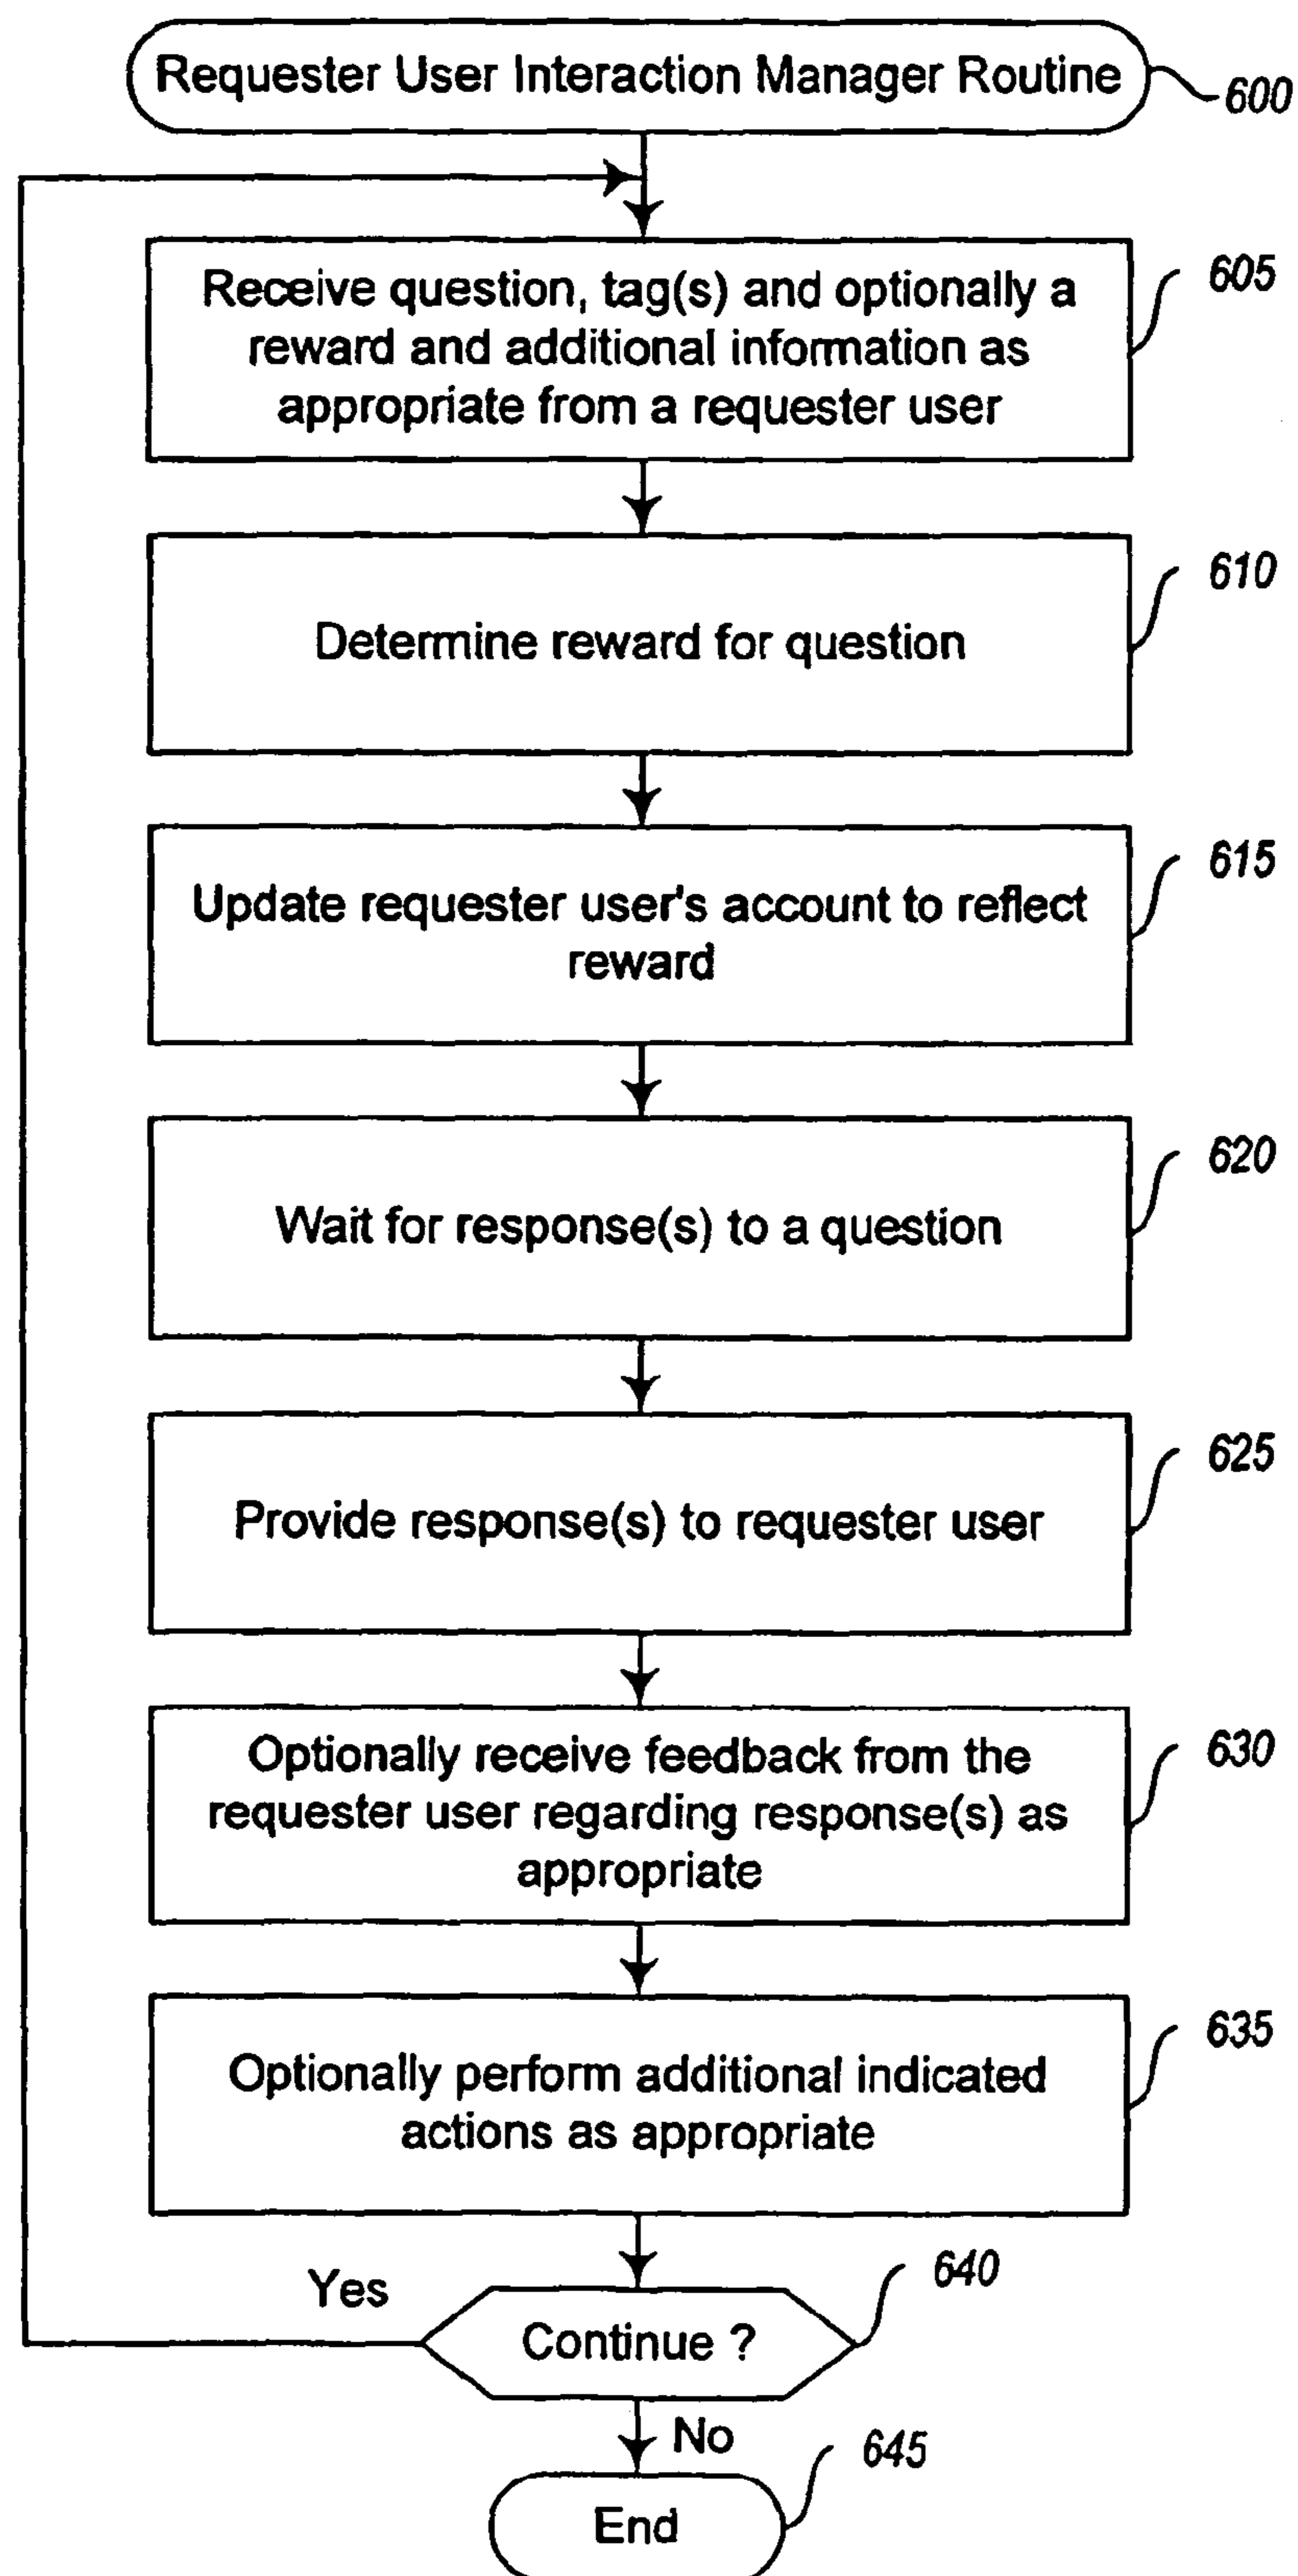 Requester User Interaction Manager Routine
600
Receive question, tag(s) and optionally a
reward and additional information as
appropriate from a requester user
605
Determine reward for question
610
Update requester user's account to reflect
reward
615
Wait for response(s) to a question
620
Provide response(s) to requester user
625
Optionally receive feedback from the
requester user regarding response(s) as
appropriate
630
Optionally perform additional indicated
actions as appropriate
635
Yes
Continue ?
640
No
End
645